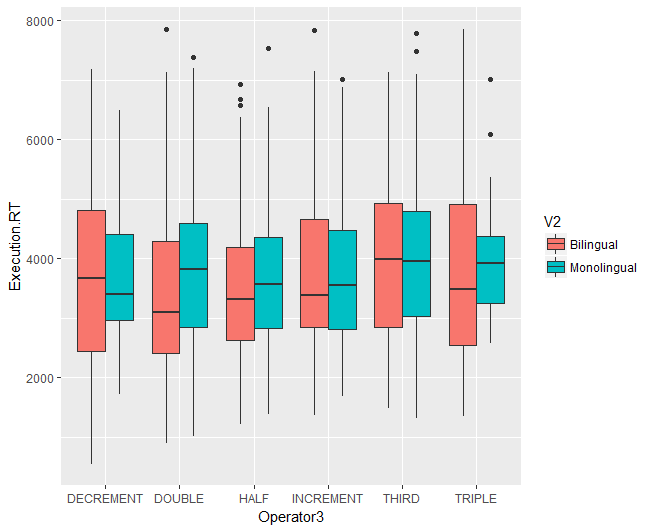 8000
6000
4000
2000
Execution.RT
DECREMENT DOUBLE HALF INCREMENT THIRD TRIPLE
Operator3
V2
Bilingual
Monolingual